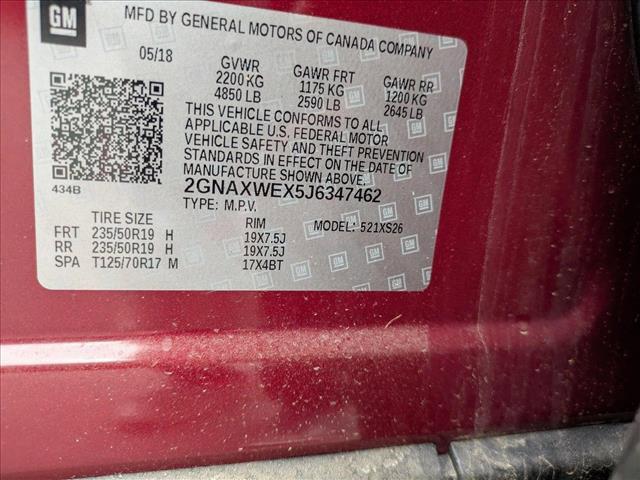 GM
MFD BY GENERAL MOTORS OF CANADA COMPANY
05/18 GVWR GAWR FRT GAWR RR
2200 KG 1175 KG 1200 KG
4850 LB 2590 LB 2645 LB
THIS VEHICLE CONFORMS TO ALL
APPLICABLE U.S. FEDERAL MOTOR
VEHICLE SAFETY AND THEFT PREVENTION
STANDARDS IN EFFECT ON THE DATE OF
MANUFACTURE SHOWN ABOVE.
434B 2GNAXWEX5J6347462
TYPE: M.P.V. MODEL: 521XS26
TIRE SIZE RIM
FRT 235/50R19 H 19X7.5J
RR 235/50R19 H 19X7.5J
SPA T125/70R17 M 17X4BT